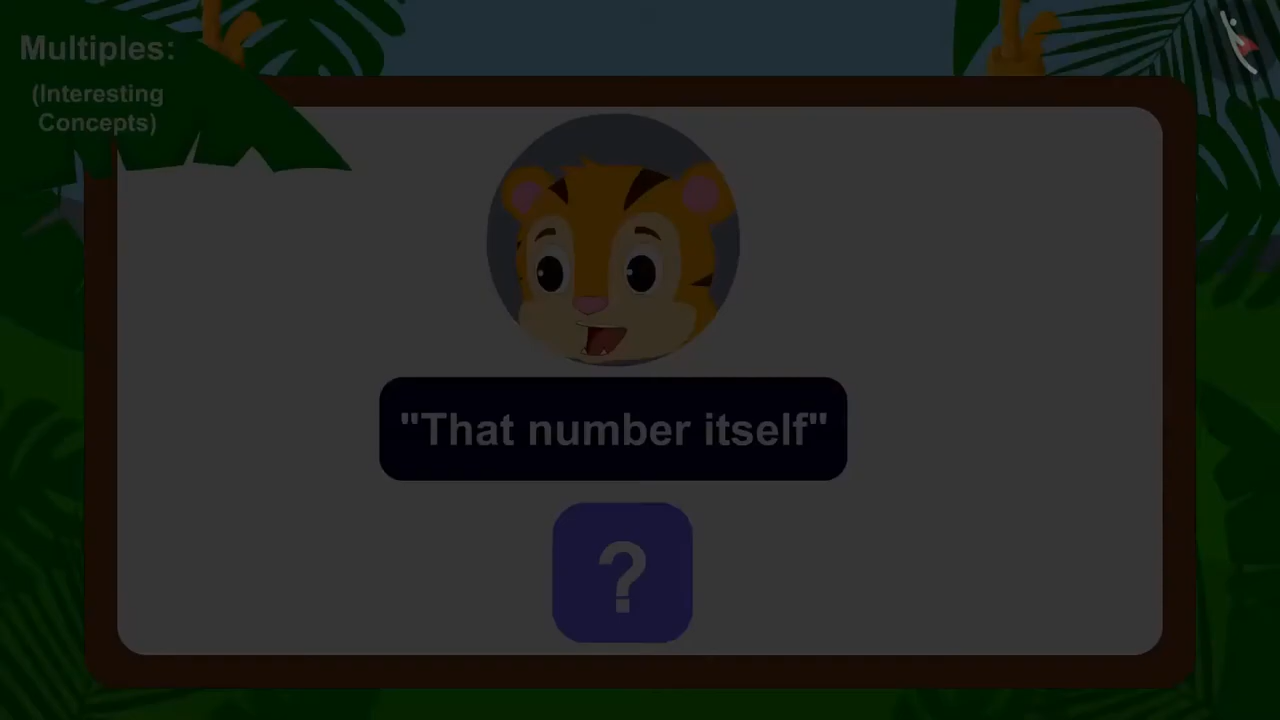 Multiples:
(Interesting
Concepts)
"That number itself"
?